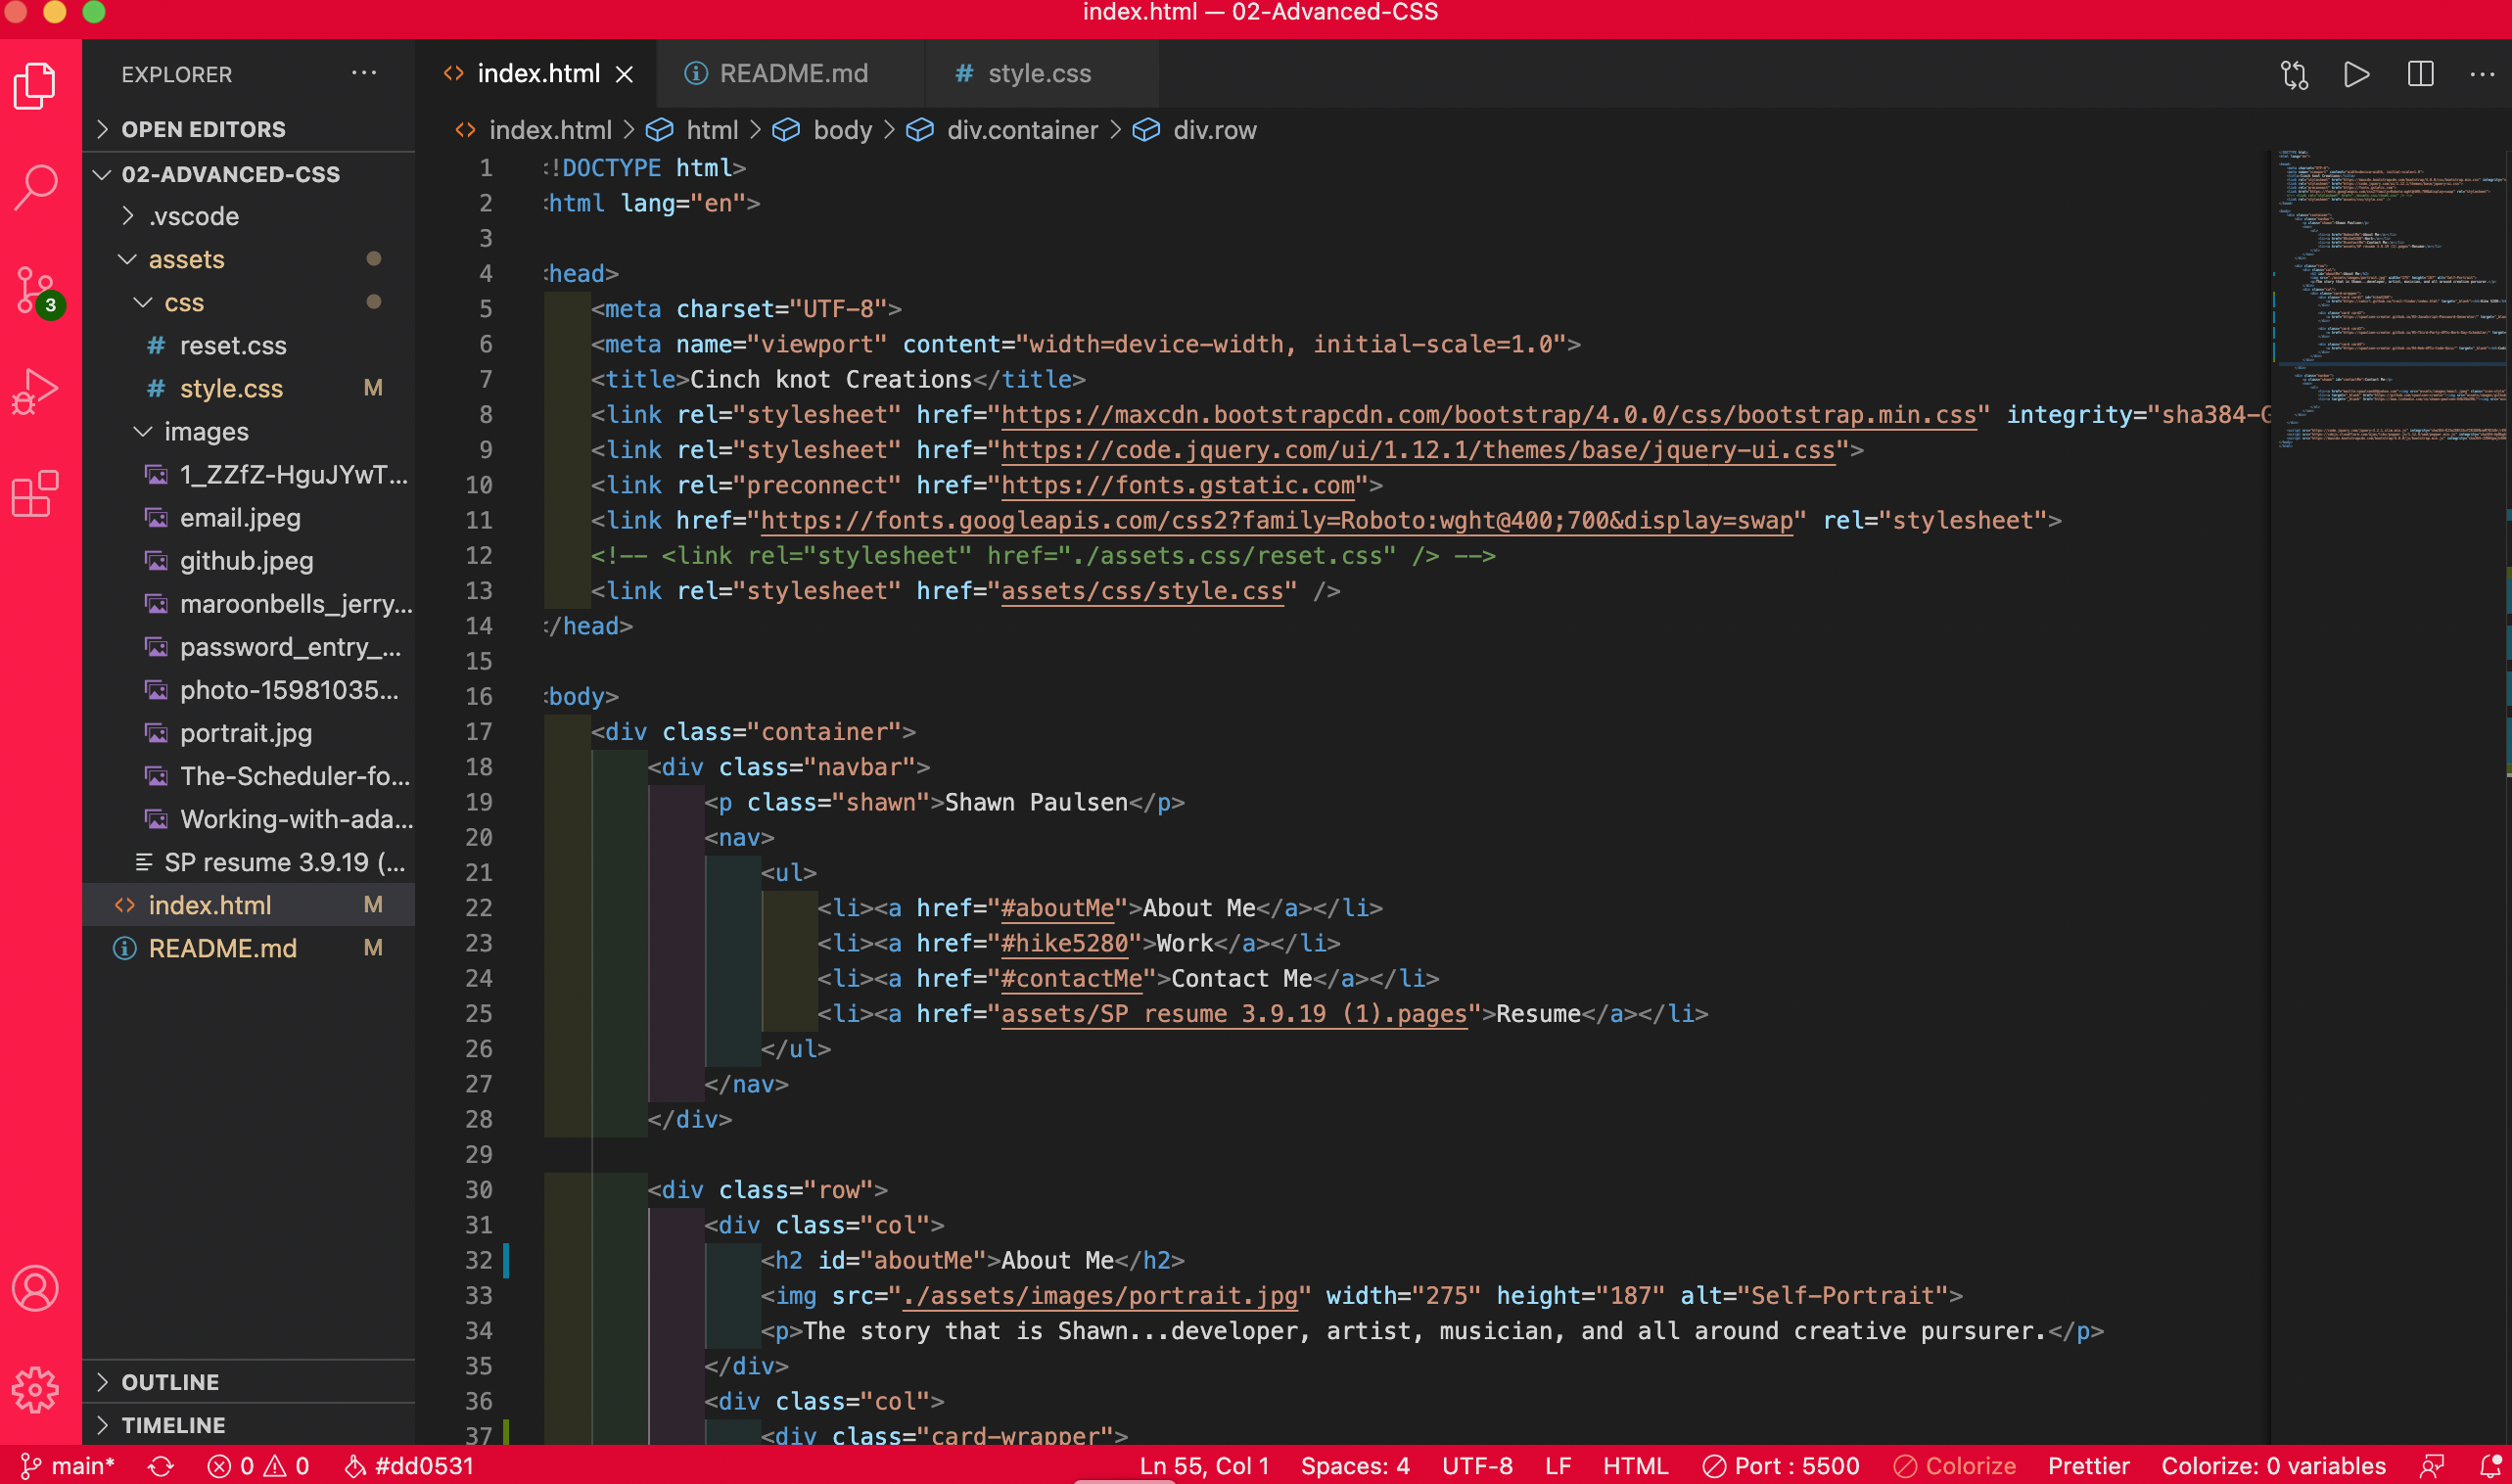 index.html — 02-Advanced-CSS
EXPLORER
OPEN EDITORS
02-ADVANCED-CSS
.vscode
assets
css
# reset.css
# style.css M
images
1_ZZfZ-HguJYwT...
email.jpeg
github.jpeg
maroonbells_jerry...
password_entry_...
photo-15981035...
portrait.jpg
The-Scheduler-fo...
Working-with-ada...
SP resume 3.9.19 (...
index.html M
README.md M
OUTLINE
TIMELINE
3
index.html
README.md
# style.css
index.html > html > body > div.container > div.row
1 <!DOCTYPE html>
2 <html lang="en">
3
4 <head>
5 <meta charset="UTF-8">
6 <meta name="viewport" content="width=device-width, initial-scale=1.0">
7 <title>Cinch knot Creations</title>
8 <link rel="stylesheet" href="https://maxcdn.bootstrapcdn.com/bootstrap/4.0.0/css/bootstrap.min.css" integrity="sha384-G
9 <link rel="stylesheet" href="https://code.jquery.com/ui/1.12.1/themes/base/jquery-ui.css">
10 <link rel="preconnect" href="https://fonts.gstatic.com">
11 <link href="https://fonts.googleapis.com/css2?family=Roboto:wght@400;700&display=swap" rel="stylesheet">
12 <!-- <link rel="stylesheet" href="./assets.css/reset.css" /> -->
13 <link rel="stylesheet" href="assets/css/style.css" />
14 </head>
15
16 <body>
17 <div class="container">
18 <div class="navbar">
19 <p class="shawn">Shawn Paulsen</p>
20 <nav>
21 <ul>
22 <li><a href="#aboutMe">About Me</a></li>
23 <li><a href="#hike5280">Work</a></li>
24 <li><a href="#contactMe">Contact Me</a></li>
25 <li><a href="assets/SP resume 3.9.19 (1).pages">Resume</a></li>
26 </ul>
27 </nav>
28 </div>
29
30 <div class="row">
31 <div class="col">
32 <h2 id="aboutMe">About Me</h2>
33 <img src="./assets/images/portrait.jpg" width="275" height="187" alt="Self-Portrait">
34 <p>The story that is Shawn...developer, artist, musician, and all around creative pursurer.</p>
35 </div>
36 <div class="col">
37 <div class="card-wrapper">
main* 0 0 #dd0531 Ln 55, Col 1 Spaces: 4 UTF-8 LF HTML Port : 5500 Colorize Prettier Colorize: 0 variables